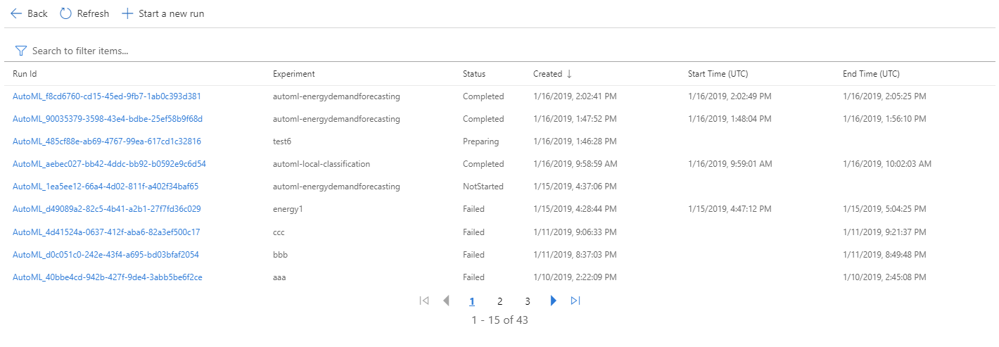 Back Refresh Start a new run
Search to filter items...
Run Id Experiment Status Created ↓ Start Time (UTC) End Time (UTC)
AutoML_f8cd6760-cd15-45ed-9fb7-1ab0c393d381 automl-energydemandforecasting Completed 1/16/2019, 2:02:41 PM 1/16/2019, 2:02:49 PM 1/16/2019, 2:05:25 PM
AutoML_90035379-3598-43e4-bdbe-25ef58b9f68d automl-energydemandforecasting Completed 1/16/2019, 1:47:52 PM 1/16/2019, 1:48:04 PM 1/16/2019, 1:56:10 PM
AutoML_485cf88e-ab69-4767-99ea-617cd1c32816 test6 Preparing 1/16/2019, 1:46:28 PM
AutoML_aebec027-bb42-4ddc-bb92-b0592e9c6d54 automl-local-classification Completed 1/16/2019, 9:58:59 AM 1/16/2019, 9:59:01 AM 1/16/2019, 10:02:03 AM
AutoML_1ea5ee12-66a4-4d02-811f-a402f34baf65 automl-energydemandforecasting NotStarted 1/15/2019, 4:37:06 PM
AutoML_d49089a2-82c5-4b41-a2b1-27f7fd36c029 energy1 Failed 1/15/2019, 4:28:44 PM 1/15/2019, 4:47:12 PM 1/15/2019, 5:04:25 PM
AutoML_4d41524a-0637-412f-aba6-82a3ef500c17 ccc Failed 1/11/2019, 9:06:33 PM 1/11/2019, 9:21:37 PM
AutoML_d0c051c0-242e-43f4-a695-bd03bfaf2054 bbb Failed 1/11/2019, 8:37:03 PM 1/11/2019, 8:49:48 PM
AutoML_40bbe4cd-942b-427f-9de4-3abb5be6f2ce aaa Failed 1/10/2019, 2:22:09 PM 1/10/2019, 2:45:08 PM
1 2 3
1 - 15 of 43